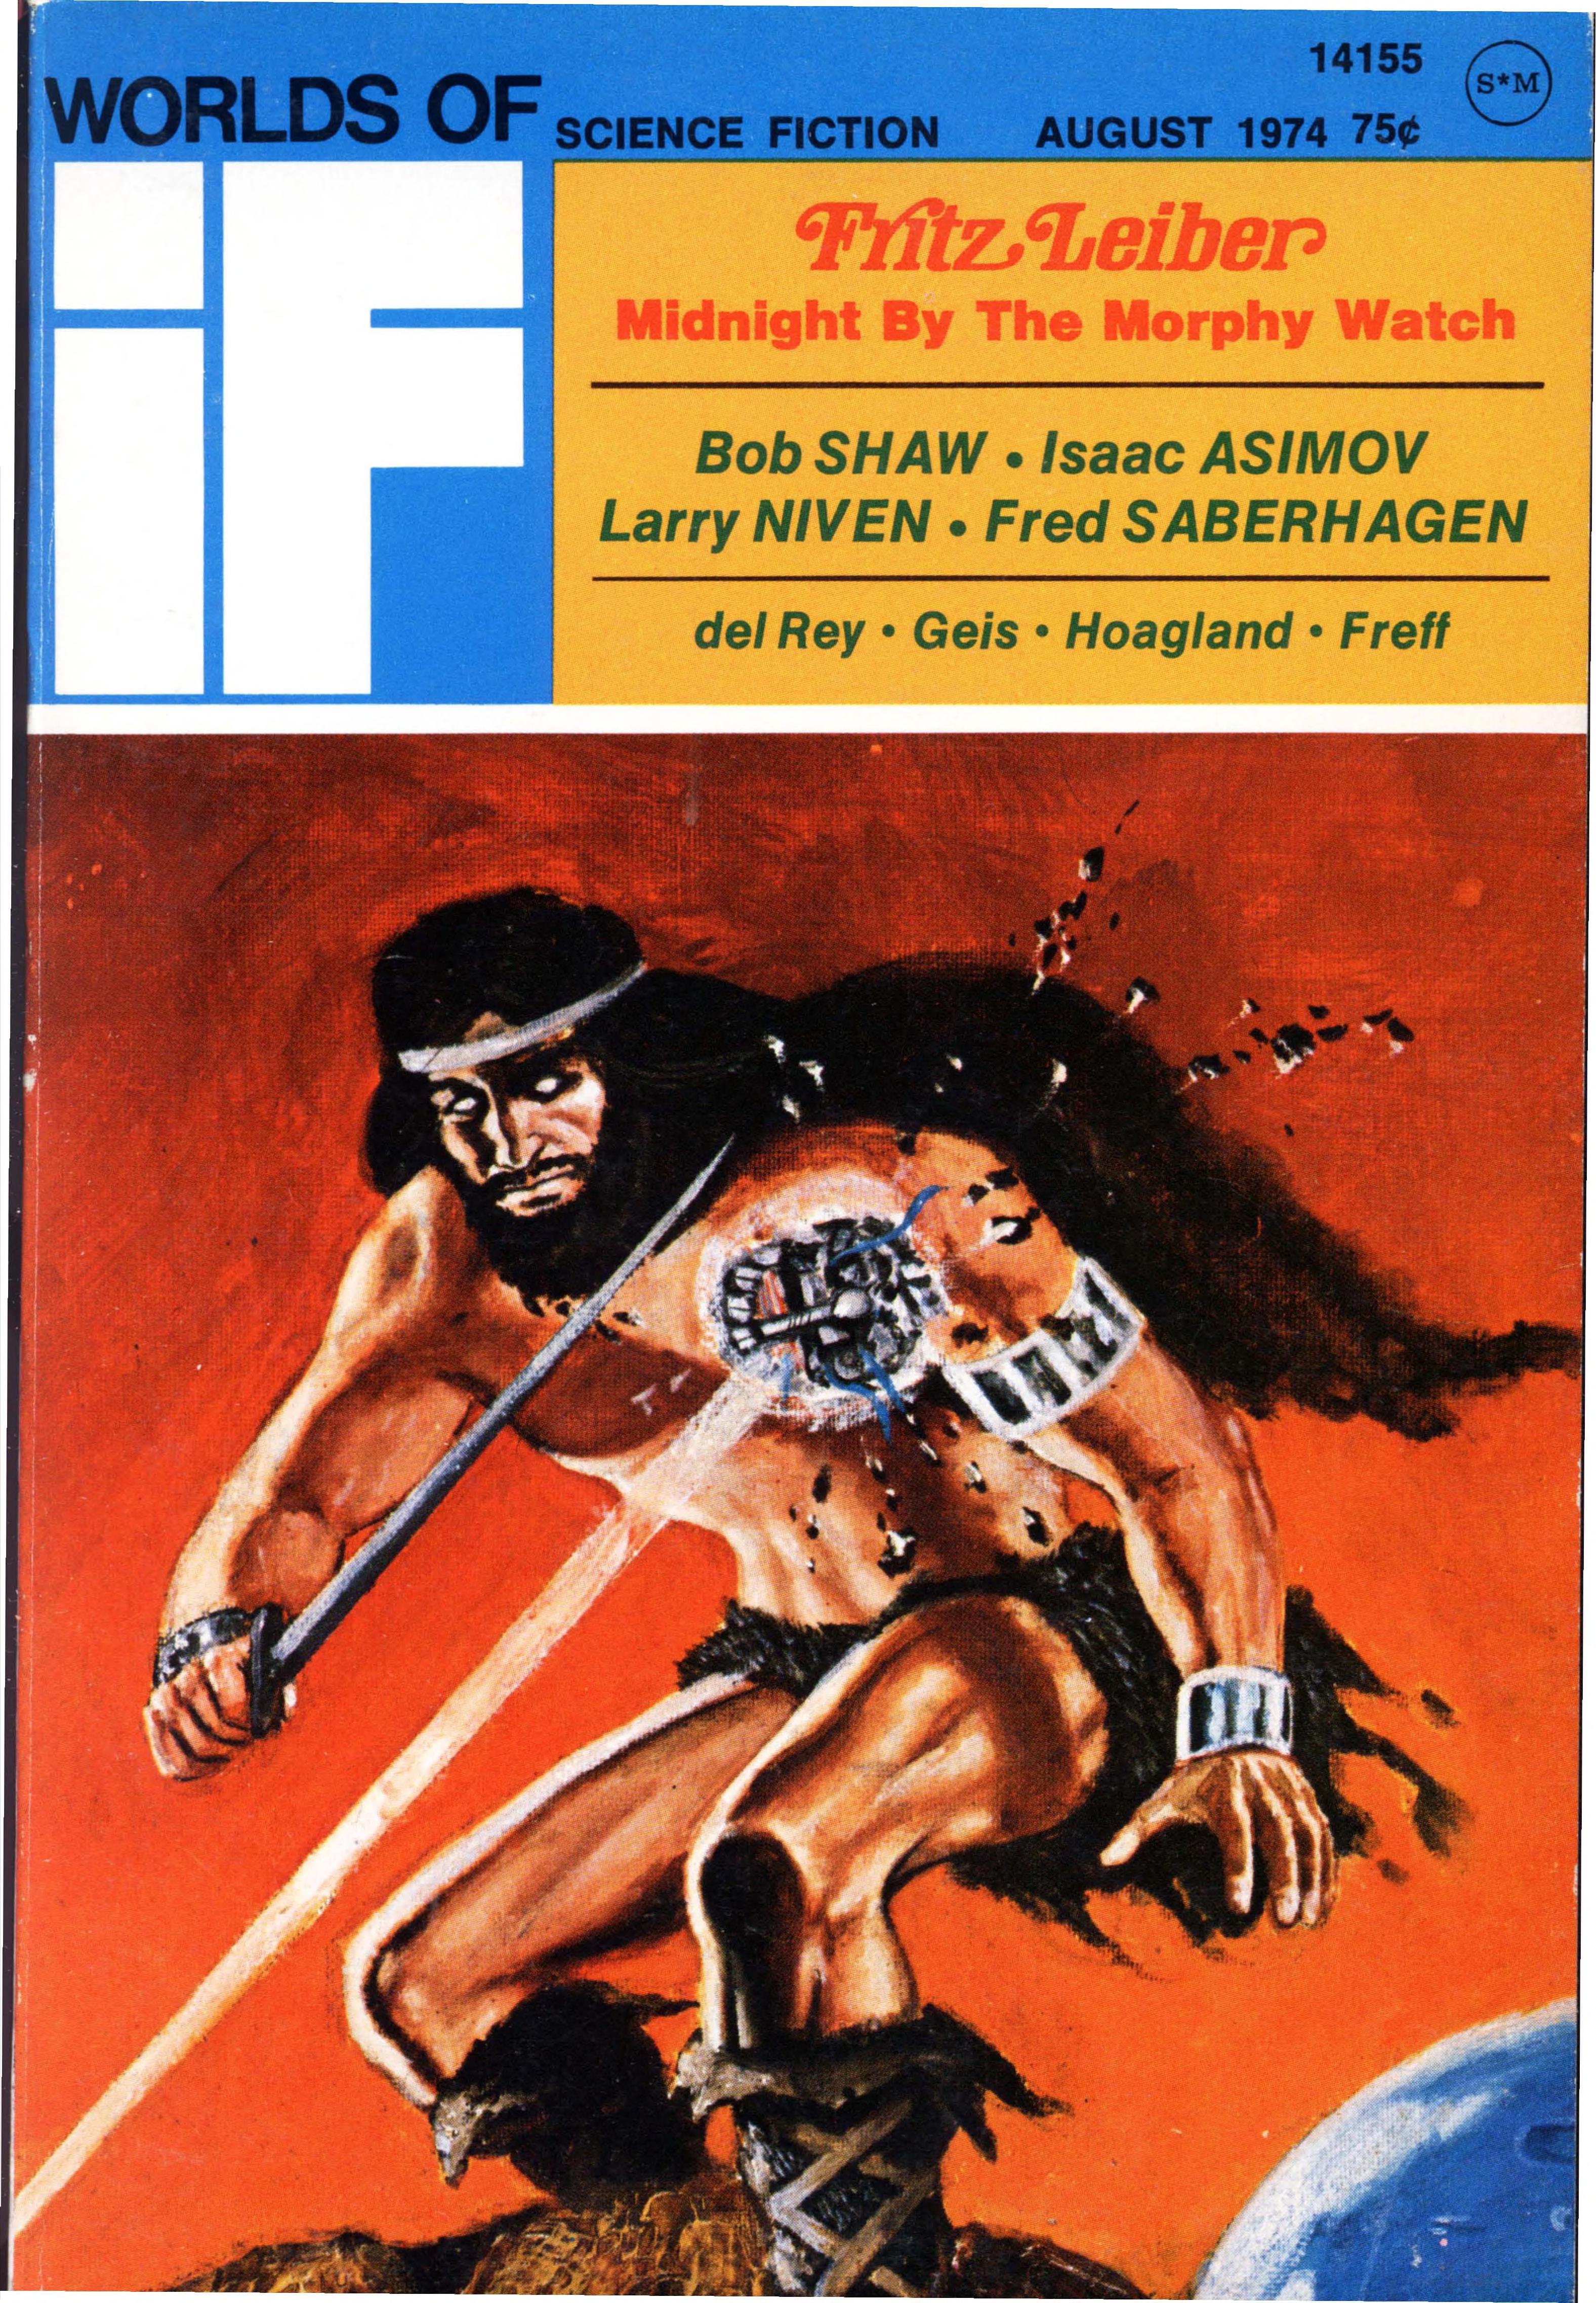 14155
S*M
WORLDS OF SCIENCE FICTION AUGUST 1974 75¢
iF
Fritz Leiber
Midnight By The Morphy Watch
Bob SHAW • Isaac ASIMOV
Larry NIVEN • Fred SABERHAGEN
del Rey • Geis • Hoagland • Freff